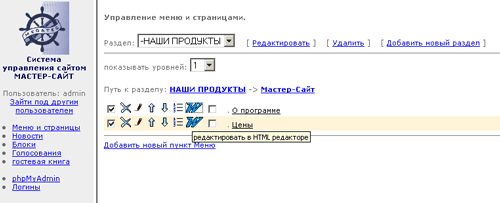 Управление меню и страницами.
Раздел: -НАШИ ПРОДУКТЫ [ Редактировать ] [ Удалить ] [ Добавить новый раздел ]
показывать уровней: 1
Путь к разделу: НАШИ ПРОДУКТЫ -> Мастер-Сайт
. О программе
. Цены
редактировать в HTML редакторе
Добавить новый пункт Меню
Система
управления сайтом
МАСТЕР-САЙТ
Пользователь: admin
Зайти под другим
пользователем
Меню и страницы
Новости
Блоки
Голосования
гостевая книга
phpMyAdmin
Логины